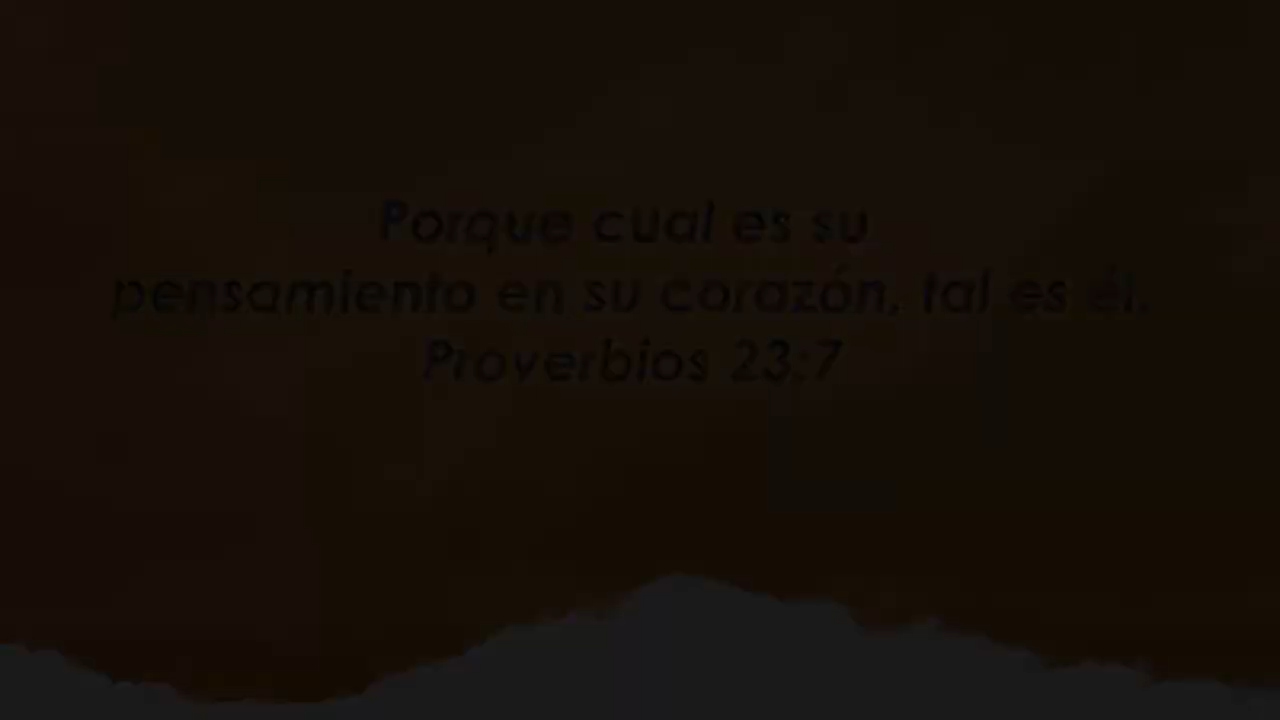 Porque cual es su
pensamiento en su corazón, tal es él.
Proverbios 23:7